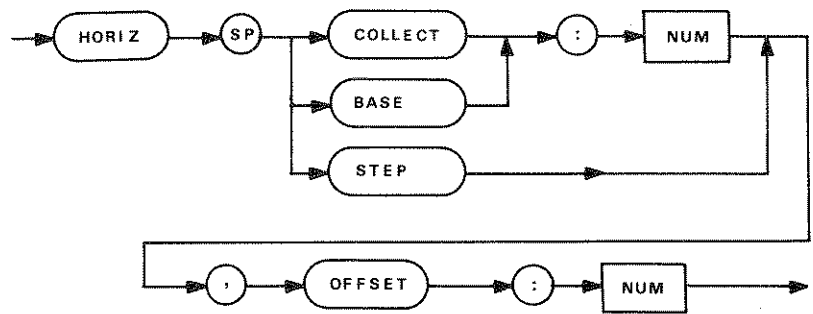 HORIZ SP COLLECT : NUM
BASE
STEP
, OFFSET : NUM